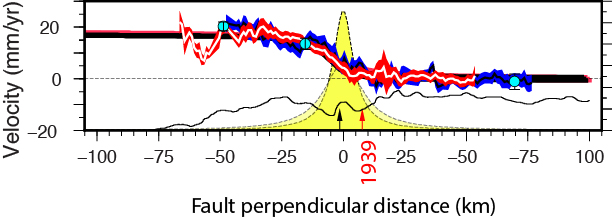 Velocity (mm/yr)
20
0
−20
−100 −75 −50 −25 0 −25 −50 −75 100
1939
Fault perpendicular distance (km)